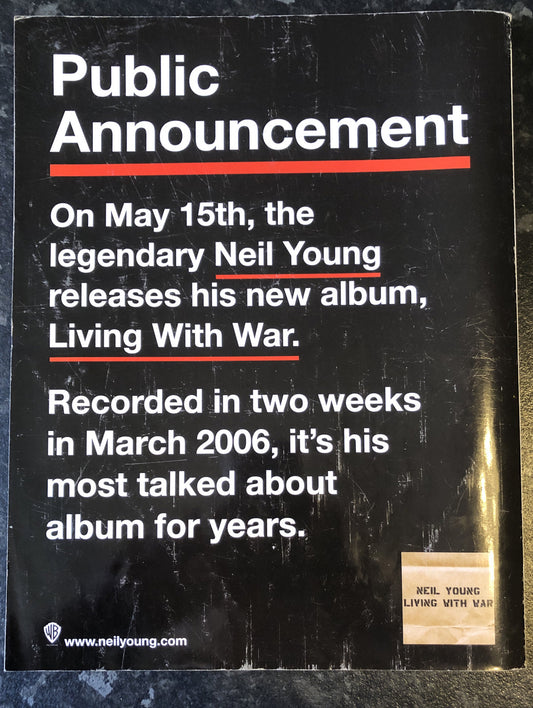 Public
Announcement
On May 15th, the
legendary Neil Young
releases his new album,
Living With War.
Recorded in two weeks
in March 2006, it's his
most talked about
album for years.
NEIL YOUNG
LIVING WITH WAR
WB
www.neilyoung.com